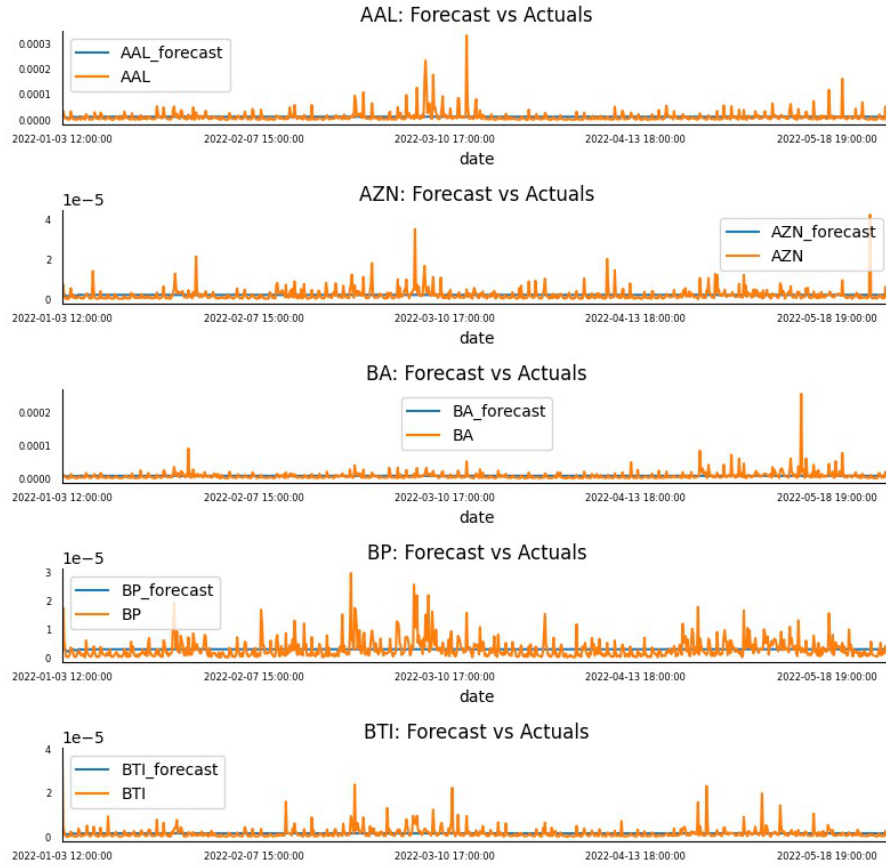 AAL: Forecast vs Actuals
0.0003
0.0002
0.0001
0.0000
AAL_forecast
AAL
2022-01-03 12:00:00 2022-02-07 15:00:00 2022-03-10 17:00:00 2022-04-13 18:00:00 2022-05-18 19:00:00
date
AZN: Forecast vs Actuals
1e−5
4
2
0
AZN_forecast
AZN
2022-01-03 12:00:00 2022-02-07 15:00:00 2022-03-10 17:00:00 2022-04-13 18:00:00 2022-05-18 19:00:00
date
BA: Forecast vs Actuals
0.0002
0.0001
0.0000
BA_forecast
BA
2022-01-03 12:00:00 2022-02-07 15:00:00 2022-03-10 17:00:00 2022-04-13 18:00:00 2022-05-18 19:00:00
date
BP: Forecast vs Actuals
1e−5
3
2
1
0
BP_forecast
BP
2022-01-03 12:00:00 2022-02-07 15:00:00 2022-03-10 17:00:00 2022-04-13 18:00:00 2022-05-18 19:00:00
date
BTI: Forecast vs Actuals
1e−5
4
2
0
BTI_forecast
BTI
2022-01-03 12:00:00 2022-02-07 15:00:00 2022-03-10 17:00:00 2022-04-13 18:00:00 2022-05-18 19:00:00